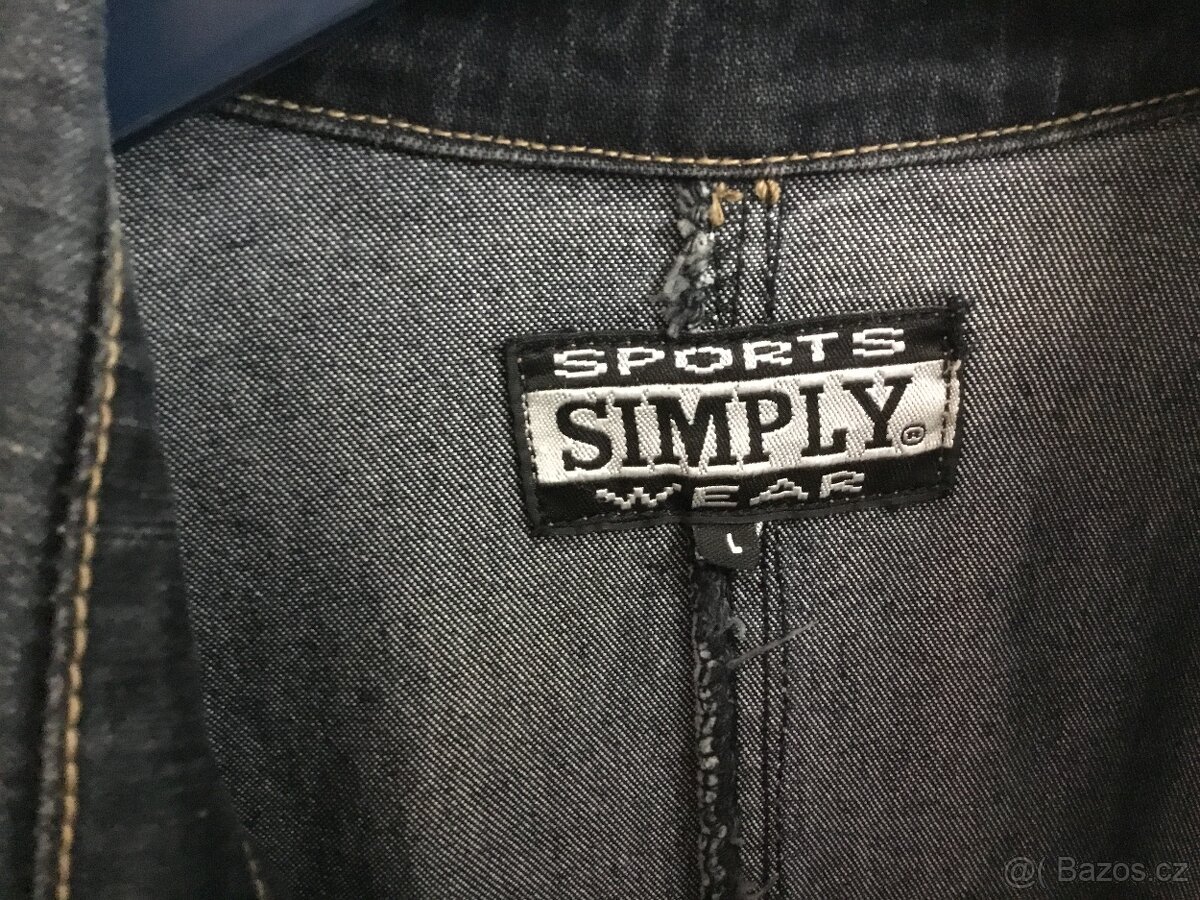 SPORTS
SIMPLY®
WEAR
L
@( Bazos.cz